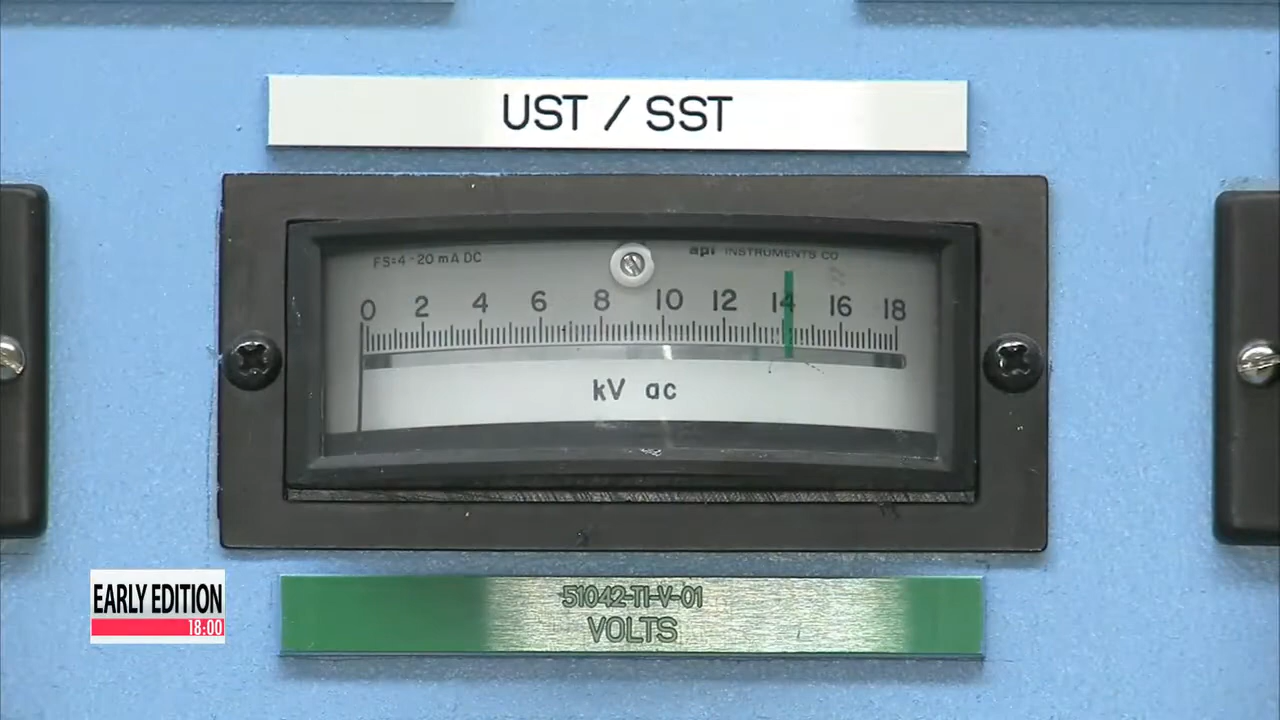 UST / SST
FS=4-20 mA DC
api INSTRUMENTS CO
0 2 4 6 8 10 12 14 16 18
kV ac
51042-TI-V-01
VOLTS
EARLY EDITION
18:00